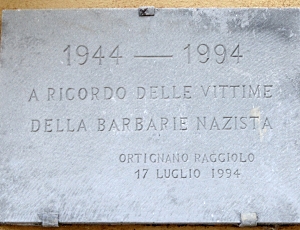 1944 — 1994
A RICORDO DELLE VITTIME
DELLA BARBARIE NAZISTA
ORTIGNANO RAGGIOLO
17 LUGLIO 1994